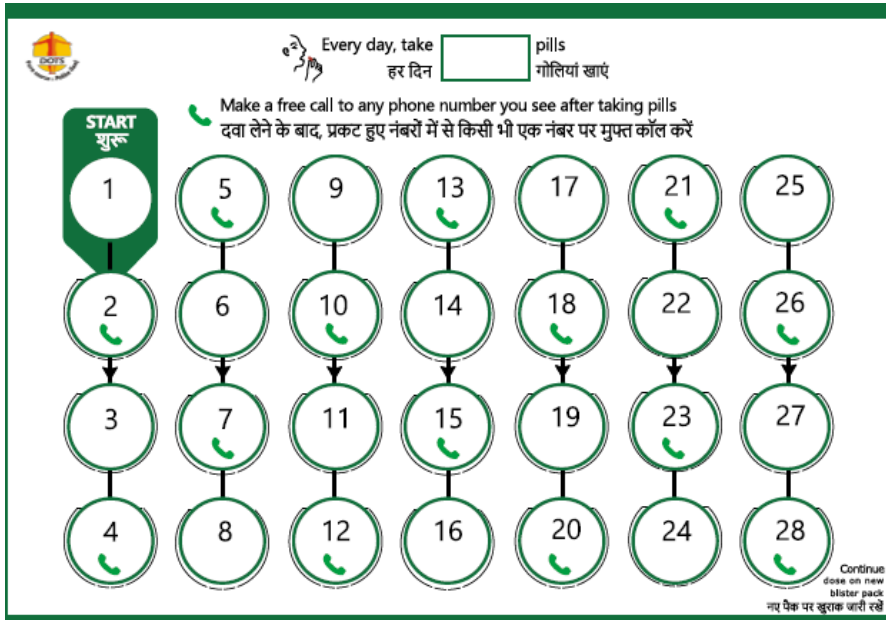 DOTS
Every day, take
pills
हर दिन
गोलियां खाएं
Make a free call to any phone number you see after taking pills
दवा लेने के बाद, प्रकट हुए नंबरों में से किसी भी एक नंबर पर मुफ्त कॉल करें
START
शुरू
1 5 9 13 17 21 25
2 6 10 14 18 22 26
3 7 11 15 19 23 27
4 8 12 16 20 24 28
Continue
dose on new
blister pack
नए पैक पर खुराक जारी रखें